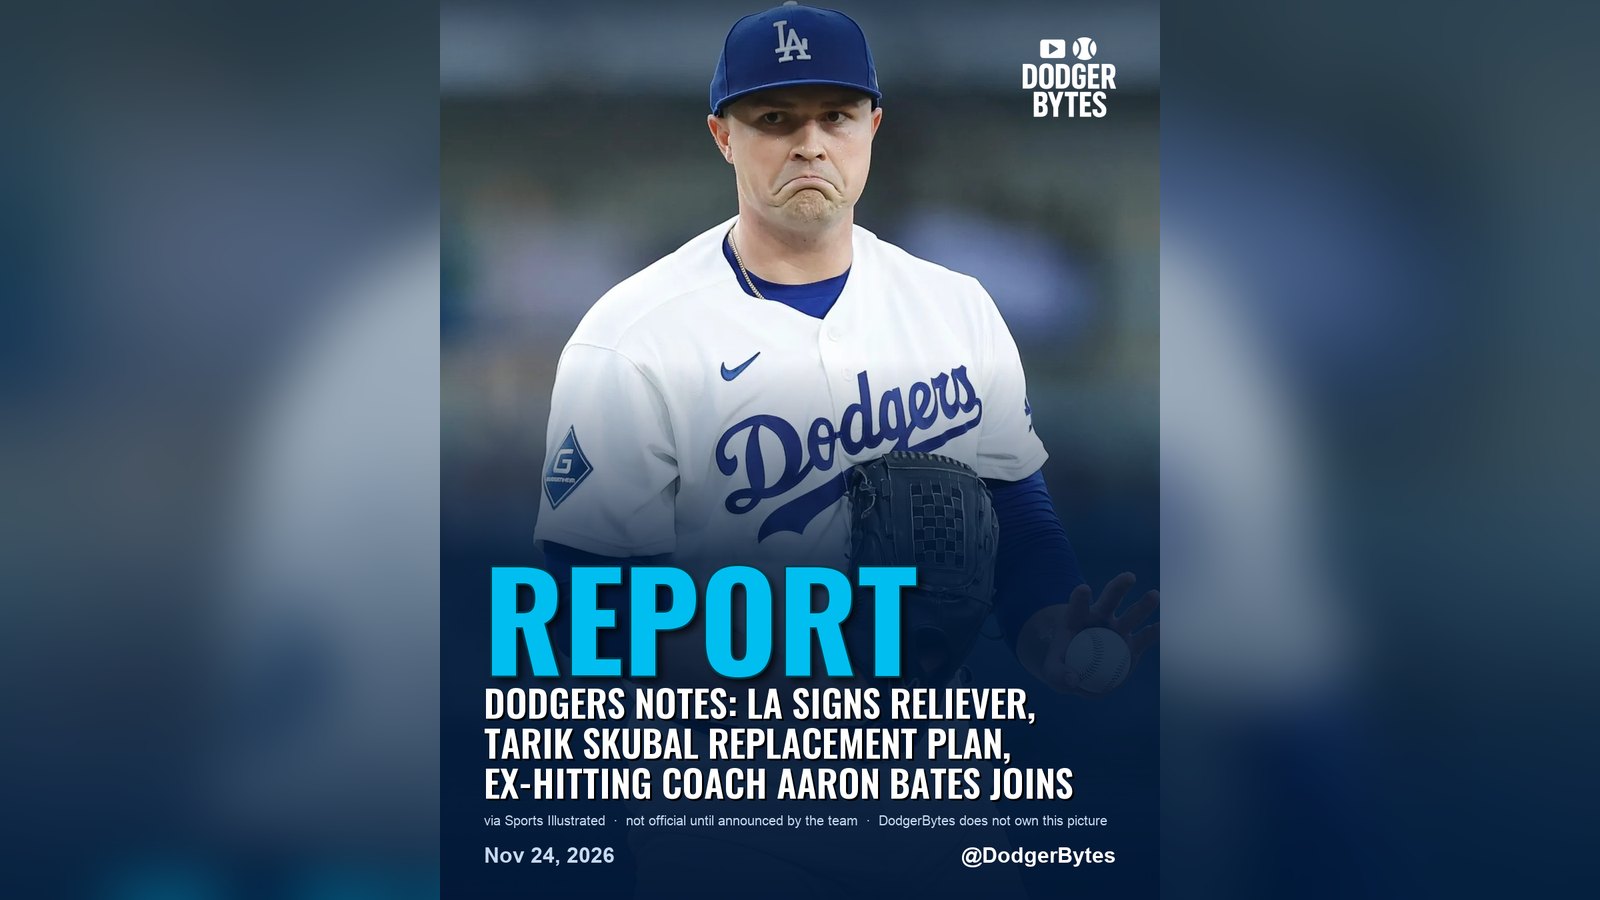 LA
DODGER
BYTES
Dodgers
G
REPORT
DODGERS NOTES: LA SIGNS RELIEVER,
TARIK SKUBAL REPLACEMENT PLAN,
EX-HITTING COACH AARON BATES JOINS
via Sports Illustrated · not official until announced by the team · DodgerBytes does not own this picture
Nov 24, 2026
@DodgerBytes